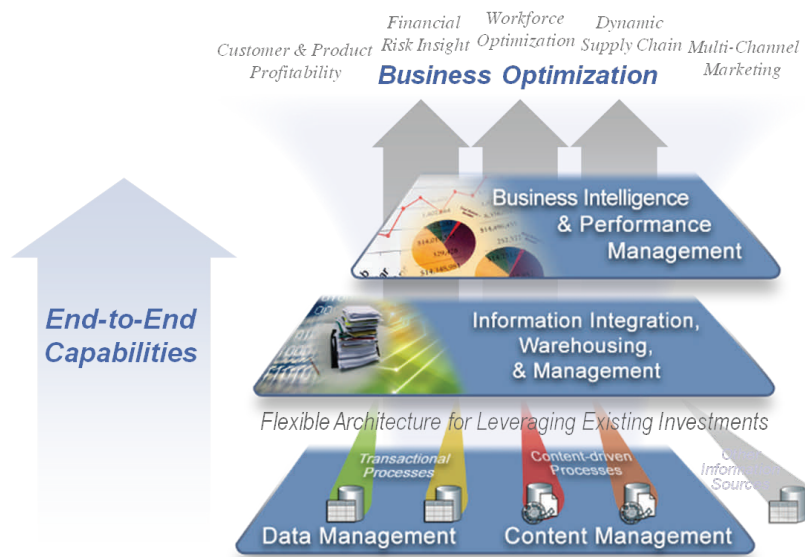 Customer & Product
Profitability
Financial
Risk Insight
Workforce
Optimization
Dynamic
Supply Chain
Multi-Channel
Marketing
Business Optimization
Business Intelligence
& Performance
Management
End-to-End
Capabilities
Information Integration,
Warehousing,
& Management
Flexible Architecture for Leveraging Existing Investments
Transactional
Processes
Content-driven
Processes
Data Management
Content Management